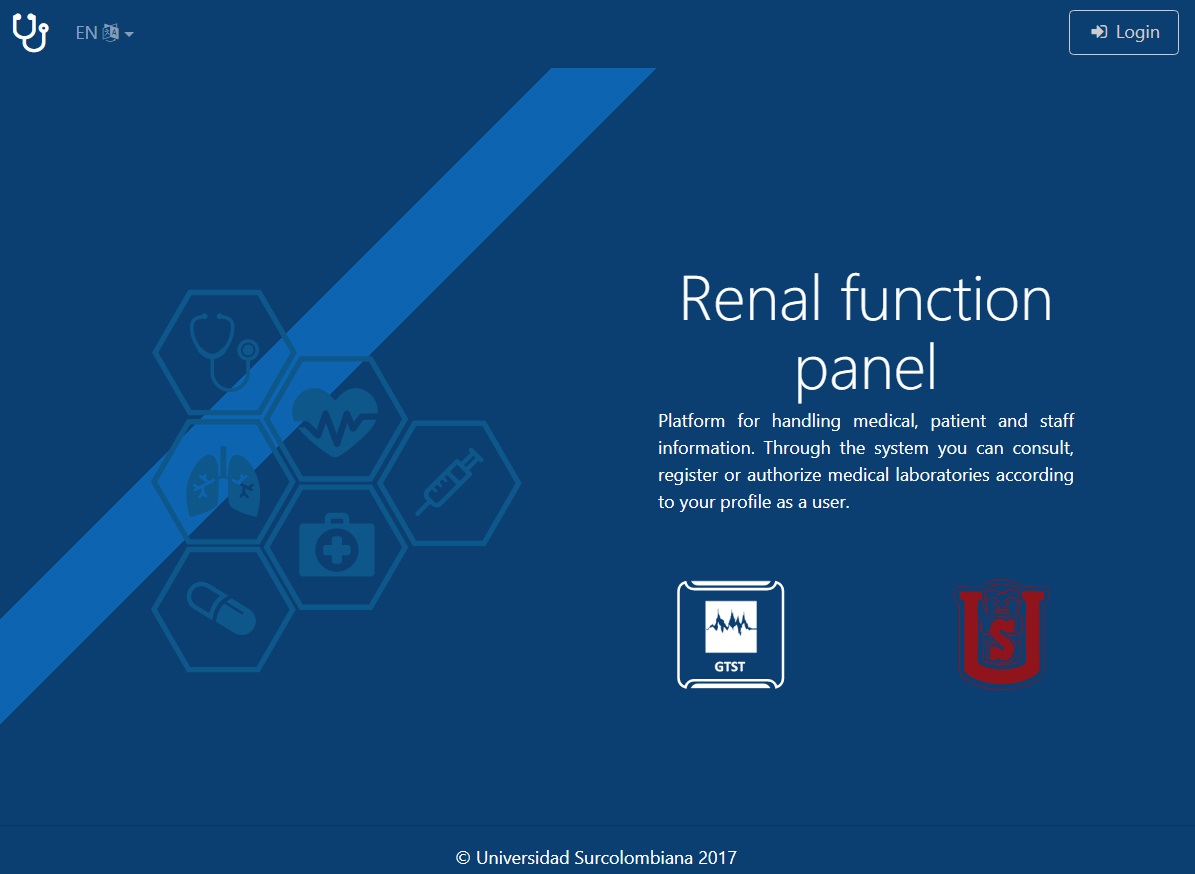 EN
Login
Renal function
panel
Platform for handling medical, patient and staff
information. Through the system you can consult,
register or authorize medical laboratories according
to your profile as a user.
GTST
U
S
© Universidad Surcolombiana 2017